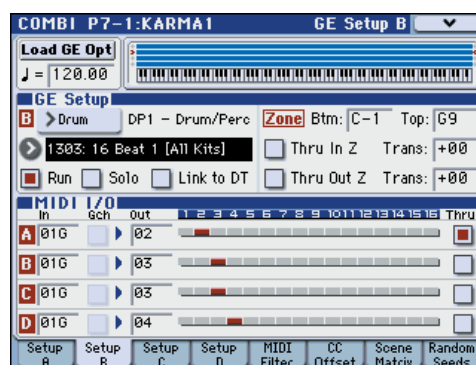 COMBI P7-1:KARMA1 GE Setup B
Load GE Opt
♩= 120.00
GE Setup
B >Drum DP1 - Drum/Perc Zone Btm: C-1 Top: G9
1303: 16 Beat 1 [All Kits] Thru In Z Trans: +00
Run Solo Link to DT Thru Out Z Trans: +00
MIDI I/O
In Gch Out 1 2 3 4 5 6 7 8 9 10 11 12 13 14 15 16 Thru
A 01G 02
B 01G 03
C 01G 03
D 01G 04
Setup A Setup B Setup C Setup D MIDI Filter CC Offset Scene Matrix Random Seeds